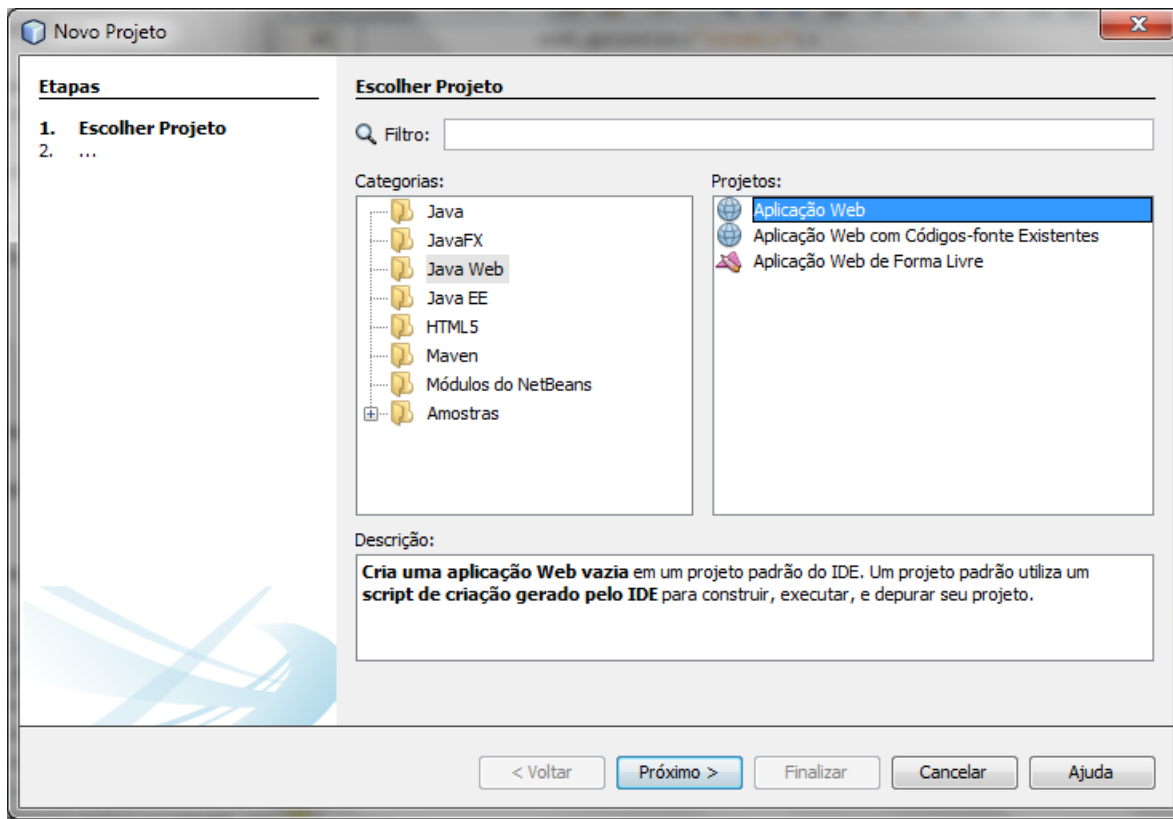 Novo Projeto
Etapas
1. Escolher Projeto
2. ...
Escolher Projeto
Filtro:
Categorias:
Java
JavaFX
Java Web
Java EE
HTML5
Maven
Módulos do NetBeans
Amostras
Projetos:
Aplicação Web
Aplicação Web com Códigos-fonte Existentes
Aplicação Web de Forma Livre
Descrição:
Cria uma aplicação Web vazia em um projeto padrão do IDE. Um projeto padrão utiliza um
script de criação gerado pelo IDE para construir, executar, e depurar seu projeto.
< Voltar
Próximo >
Finalizar
Cancelar
Ajuda